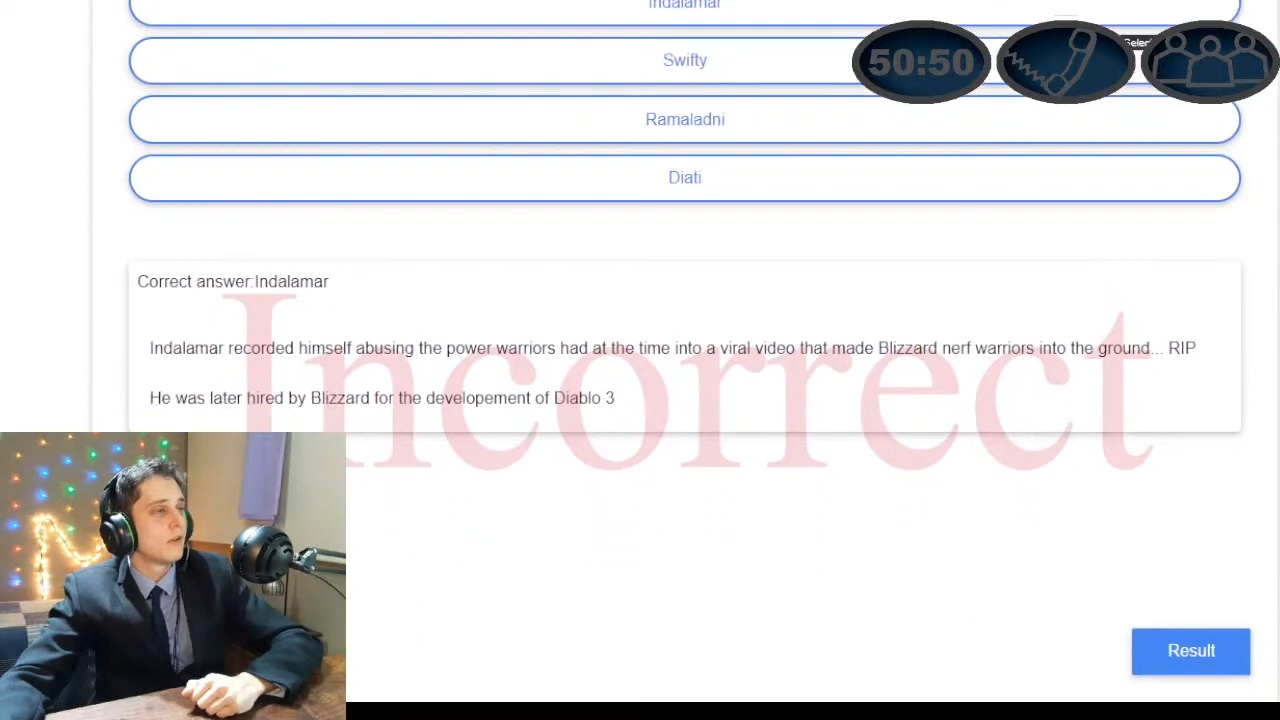 Indalamar
Swifty
50:50
Ramaladni
Diati
Correct answer:Indalamar
Indalamar recorded himself abusing the power warriors had at the time into a viral video that made Blizzard nerf warriors into the ground... RIP
He was later hired by Blizzard for the developement of Diablo 3
Incorrect
Result